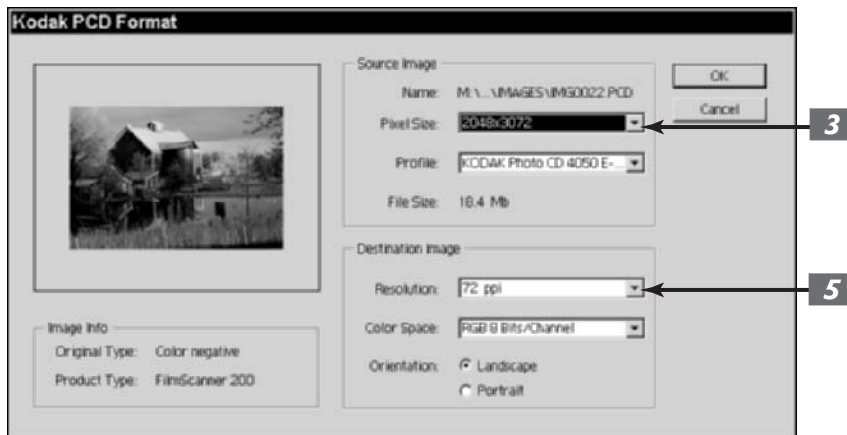 Kodak PCD Format
Source Image
Name: M:\...\IMAGES\IMG0022.PCD
Pixel Size: 2048x3072
Profile: KODAK Photo CD 4050 E-...
File Size: 18.4 Mb
OK
Cancel
3
Destination Image
Resolution: 72 ppi
Color Space: RGB 8 Bits/Channel
Orientation: Landscape
Portrait
5
Image Info
Original Type: Color negative
Product Type: FilmScanner 200